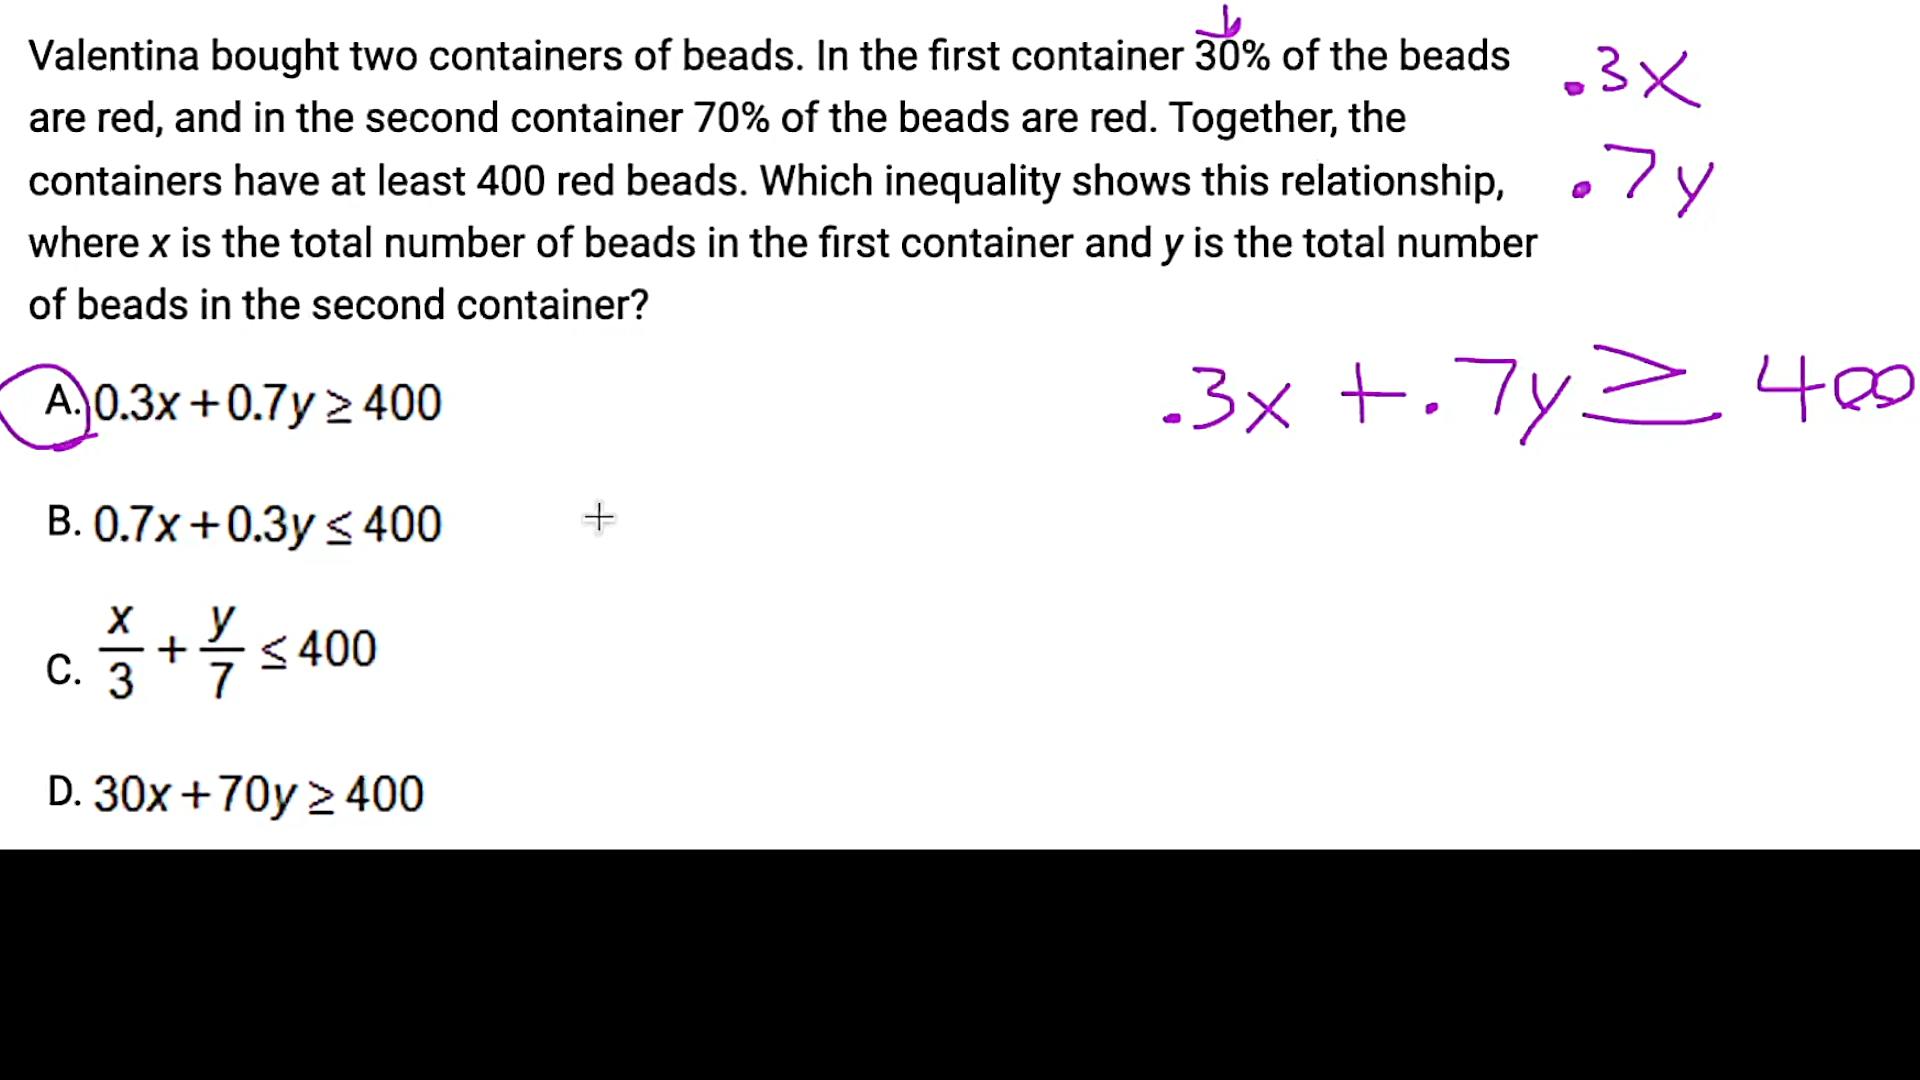 Valentina bought two containers of beads. In the first container 30% of the beads
are red, and in the second container 70% of the beads are red. Together, the
containers have at least 400 red beads. Which inequality shows this relationship,
where x is the total number of beads in the first container and y is the total number
of beads in the second container?
.3x
.7y
A. 0.3x + 0.7y ≥ 400
.3x + .7y ≥ 400
B. 0.7x + 0.3y ≤ 400
C. x/3 + y/7 ≤ 400
D. 30x + 70y ≥ 400